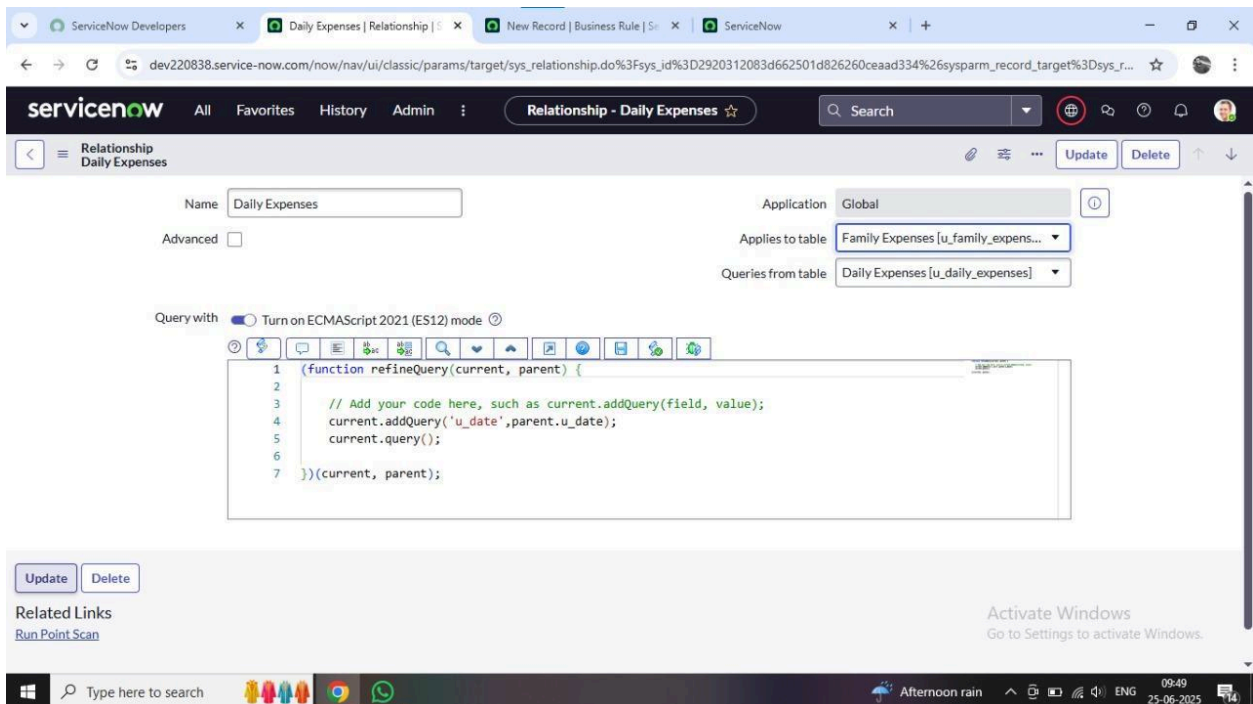 ServiceNow Developers
Daily Expenses | Relationship | S
New Record | Business Rule | Se
ServiceNow
dev220838.service-now.com/now/nav/ui/classic/params/target/sys_relationship.do%3Fsys_id%3D2920312083d662501d826260ceaad334%26sysparm_record_target%3Dsys_r...
servicenow All Favorites History Admin Relationship - Daily Expenses Search
Relationship
Daily Expenses
Update Delete
Name Daily Expenses
Application Global
Advanced
Applies to table Family Expenses [u_family_expens...
Queries from table Daily Expenses [u_daily_expenses]
Query with Turn on ECMAScript 2021 (ES12) mode
1 (function refineQuery(current, parent) {
2
3 // Add your code here, such as current.addQuery(field, value);
4 current.addQuery('u_date',parent.u_date);
5 current.query();
6
7 })(current, parent);
Update Delete
Related Links
Run Point Scan
Activate Windows
Go to Settings to activate Windows.
Type here to search
Afternoon rain
ENG
09:49
25-06-2025
14